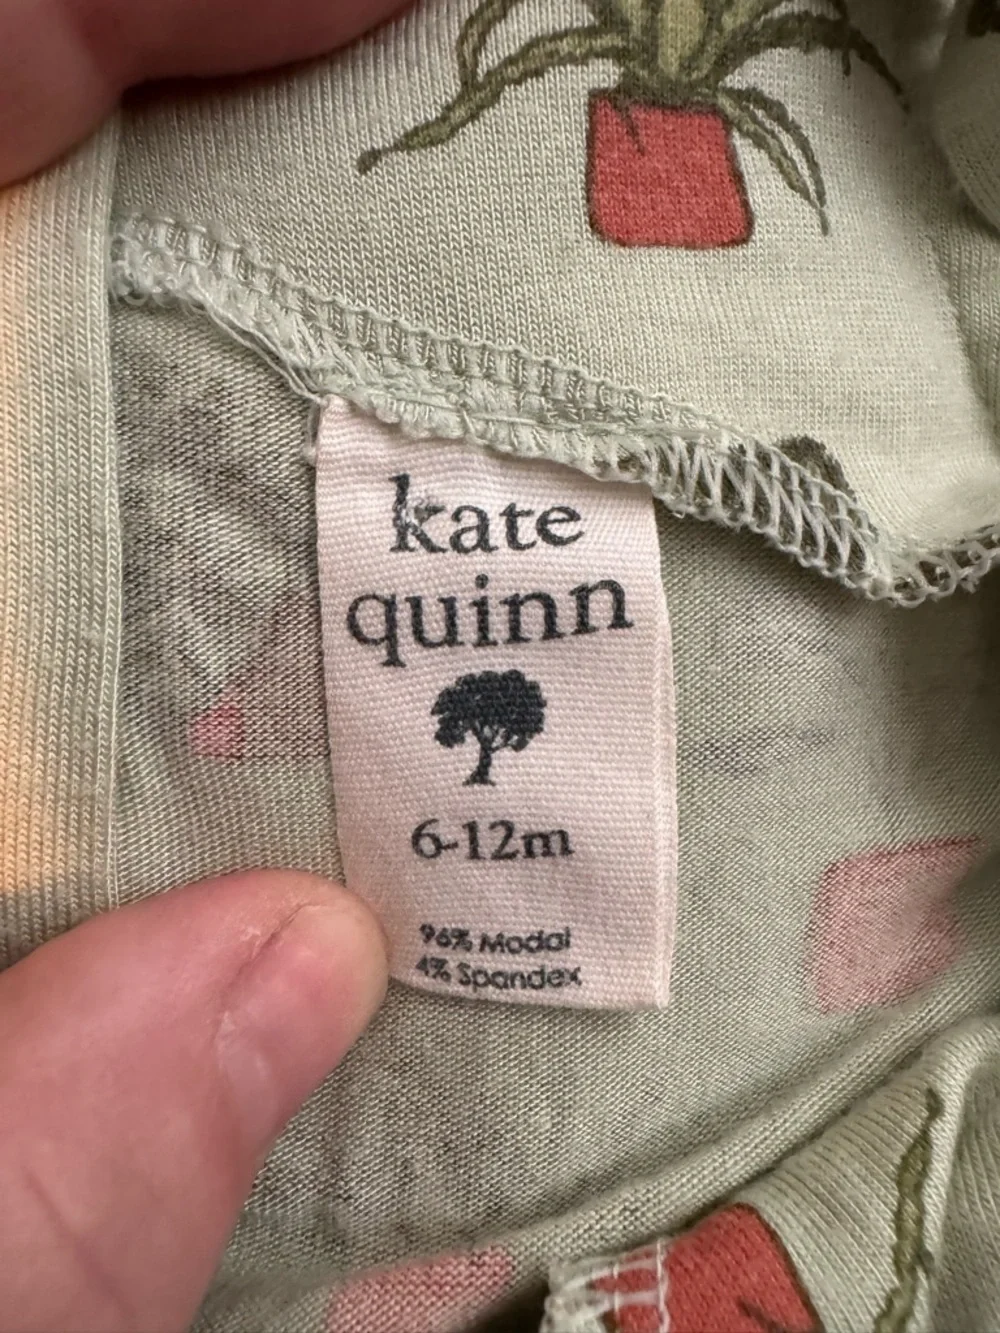 kate
quinn
6-12m
96% Modal
4% Spandex